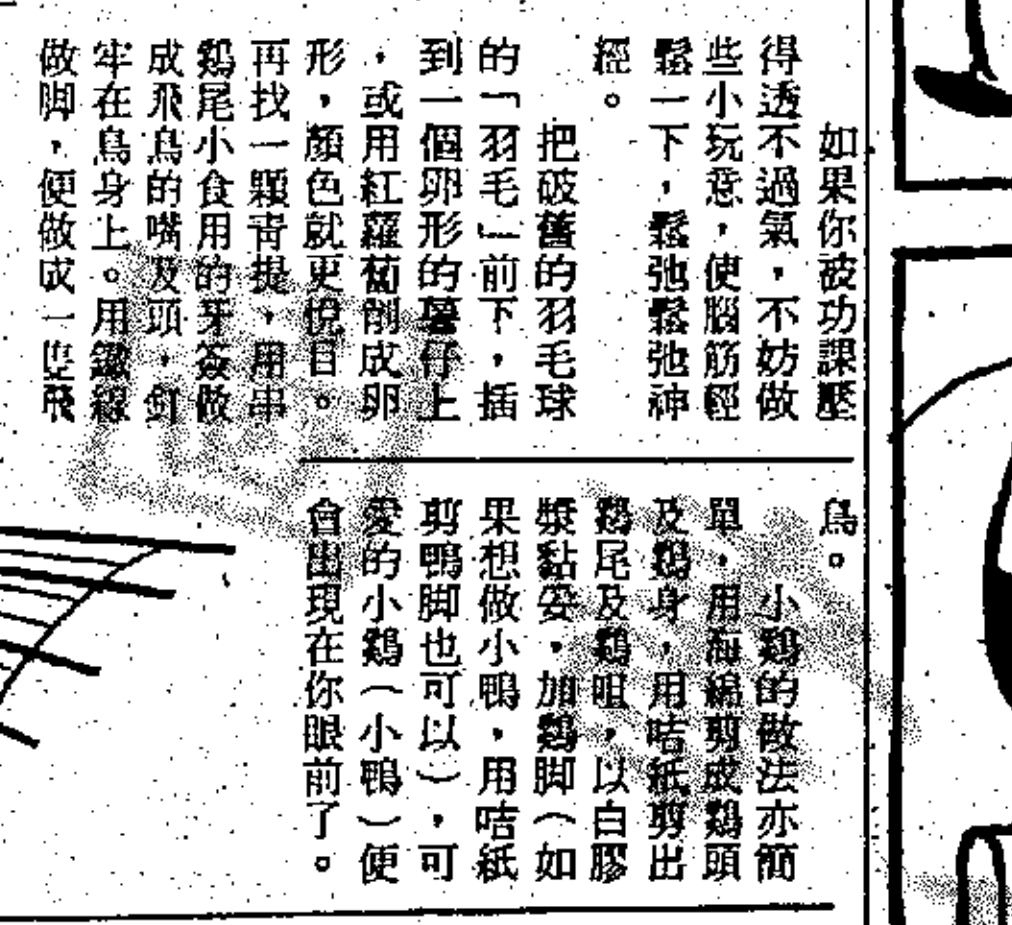 如果你被功課壓
得透不過氣，不妨做
些小玩意，使腦筋輕
鬆一下，鬆弛鬆弛神
經。
把破舊的羽毛球
的「羽毛」前下，插
到一個卵形的薯仔上
，或用紅蘿蔔削成卵
形，顏色就更悅目。
再找一顆青提，用串
鷄尾小食用的牙簽做
成飛鳥的嘴及頭，釘
牢在鳥身上。用鐵線
做脚，便做成一隻飛
鳥。
小鷄的做法亦簡
單，用海綿剪成鷄頭
及鷄身，用咭紙剪出
鷄尾及鷄咀，以白膠
漿黏妥，加鷄脚（如
果想做小鴨，用咭紙
剪鴨脚也可以），可
愛的小鷄（小鴨）便
會出現在你眼前了。